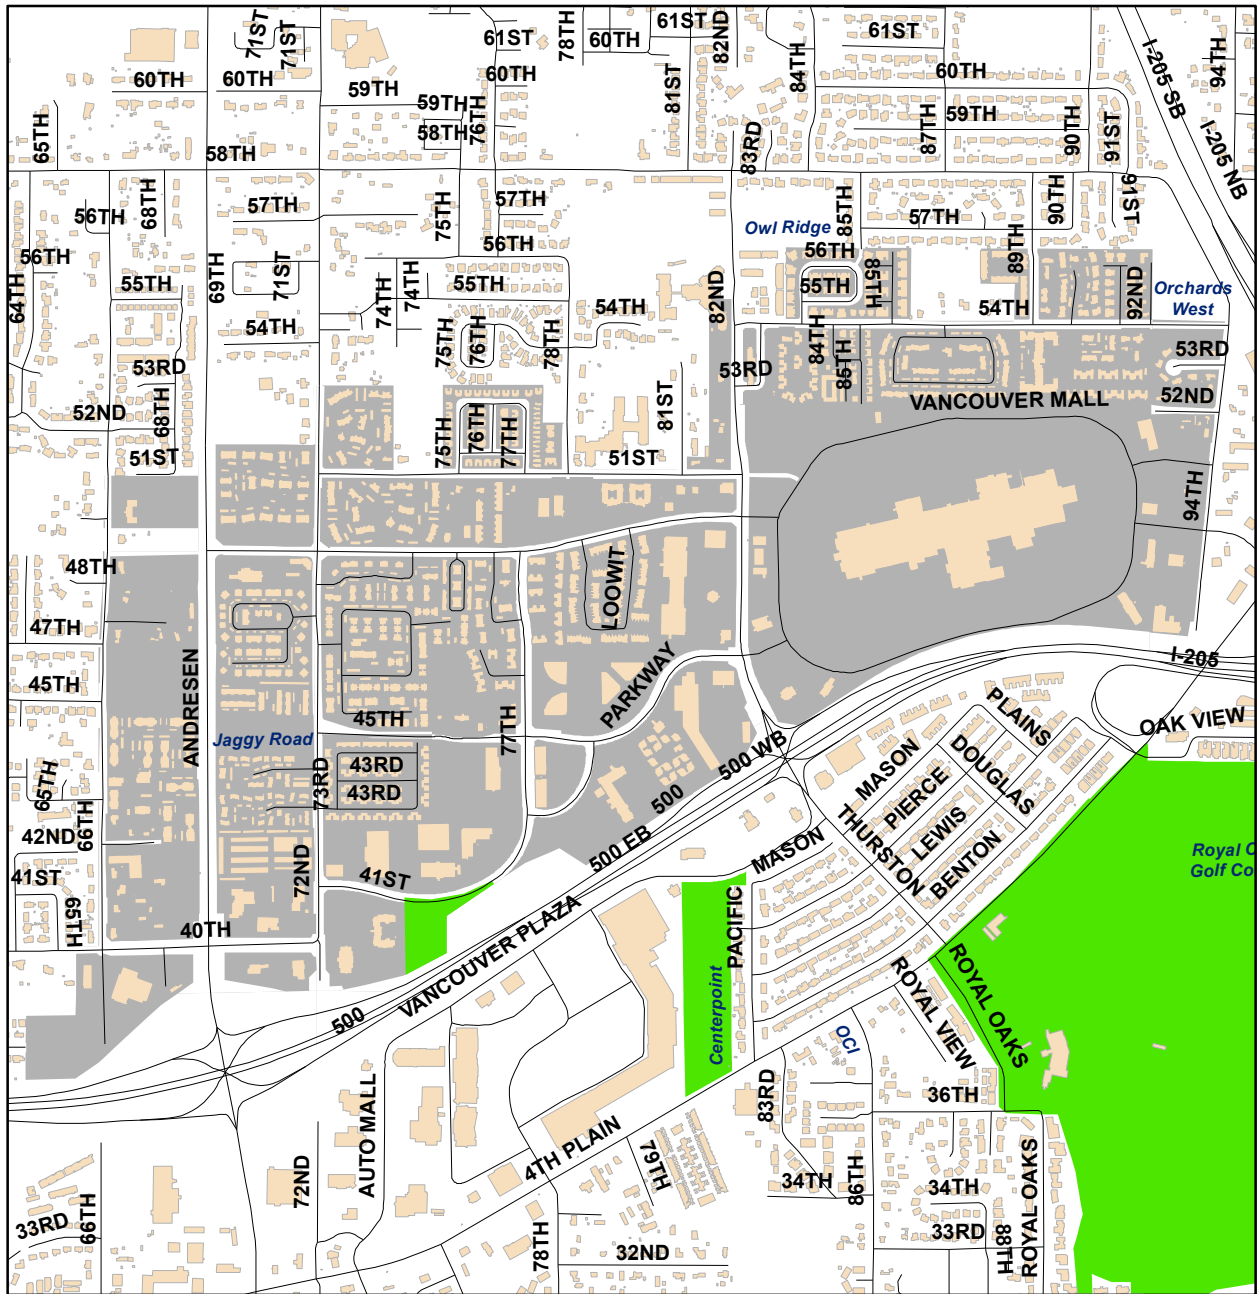 71ST
71ST
61ST
78TH
60TH
61ST
82ND
84TH
61ST
I-205 SB
94TH
60TH
60TH
59TH
60TH
81ST
60TH
59TH
76TH
58TH
65TH
58TH
83RD
87TH
59TH
90TH
91ST
I-205 NB
68TH
56TH
57TH
75TH
57TH
Owl Ridge
85TH
57TH
90TH
91ST
56TH
56TH
56TH
89TH
64TH
55TH
69TH
71ST
74TH
74TH
55TH
82ND
55TH
85TH
54TH
92ND
Orchards
West
54TH
54TH
75TH
76TH
78TH
84TH
85TH
53RD
53RD
53RD
52ND
68TH
81ST
VANCOUVER MALL
52ND
51ST
75TH
76TH
77TH
51ST
94TH
48TH
LOOWIT
47TH
45TH
ANDRESEN
PARKWAY
I-205
45TH
77TH
PLAINS
OAK VIEW
Jaggy Road
43RD
43RD
73RD
500 WB
500
MASON
PIERCE
DOUGLAS
65TH
66TH
42ND
500 EB
MASON
THURSTON
LEWIS
BENTON
41ST
72ND
41ST
Royal O
Golf Co
65TH
40TH
VANCOUVER PLAZA
PACIFIC
500
Centerpoint
ROYAL VIEW
ROYAL OAKS
OCI
AUTO MALL
83RD
36TH
4TH PLAIN
79TH
72ND
34TH
86TH
34TH
33RD
66TH
78TH
32ND
33RD
88TH
ROYAL OAKS